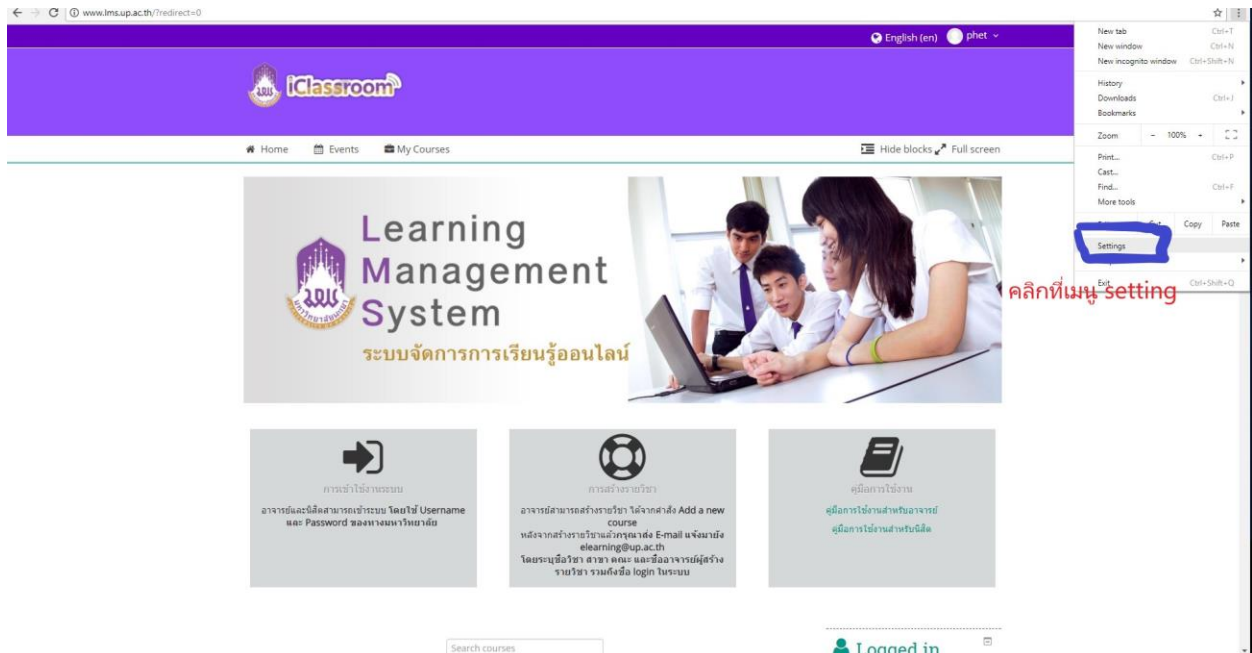 www.lms.up.ac.th/?redirect=0
English (en) phet
iClassroom
Home Events My Courses Hide blocks Full screen
New tab Ctrl+T
New window Ctrl+N
New incognito window Ctrl+Shift+N
History
Downloads Ctrl+J
Bookmarks
Zoom - 100% +
Print... Ctrl+P
Cast...
Find... Ctrl+F
More tools
Cut Copy Paste
Settings
Exit Ctrl+Shift+Q
คลิกที่เมนู setting
Learning
Management
System
ระบบจัดการการเรียนรู้ออนไลน์
การเข้าใช้งานระบบ
อาจารย์และนิสิตสามารถเข้าระบบ โดยใช้ Username
และ Password ของทางมหาวิทยาลัย
การสร้างรายวิชา
อาจารย์สามารถสร้างรายวิชา ได้จากคำสั่ง Add a new
course
หลังจากสร้างรายวิชาแล้วกรุณาส่ง E-mail แจ้งมายัง
elearning@up.ac.th
โดยระบุชื่อวิชา สาขา คณะ และชื่ออาจารย์ผู้สร้าง
รายวิชา รวมถึงชื่อ login ในระบบ
คู่มือการใช้งาน
คู่มือการใช้งานสำหรับอาจารย์
คู่มือการใช้งานสำหรับนิสิต
Search courses
Logged in